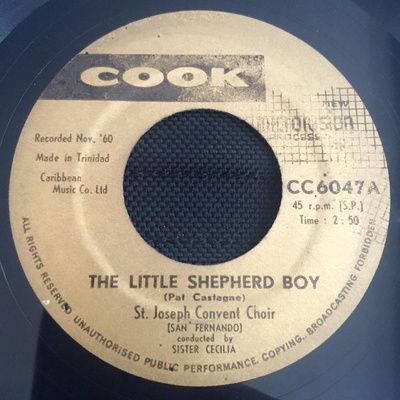 COOK
NEW
Recorded Nov. '60
Made in Trinidad
Caribbean
Music Co. Ltd
CC6047A
45 r.p.m. (S.P.)
Time : 2:50
THE LITTLE SHEPHERD BOY
(Pat Castagne)
St. Joseph Convent Choir
[SAN FERNANDO]
conducted by
SISTER CECILIA
ALL RIGHTS RESERVED. UNAUTHORISED PUBLIC PERFORMANCE, COPYING, BROADCASTING FORBIDDEN